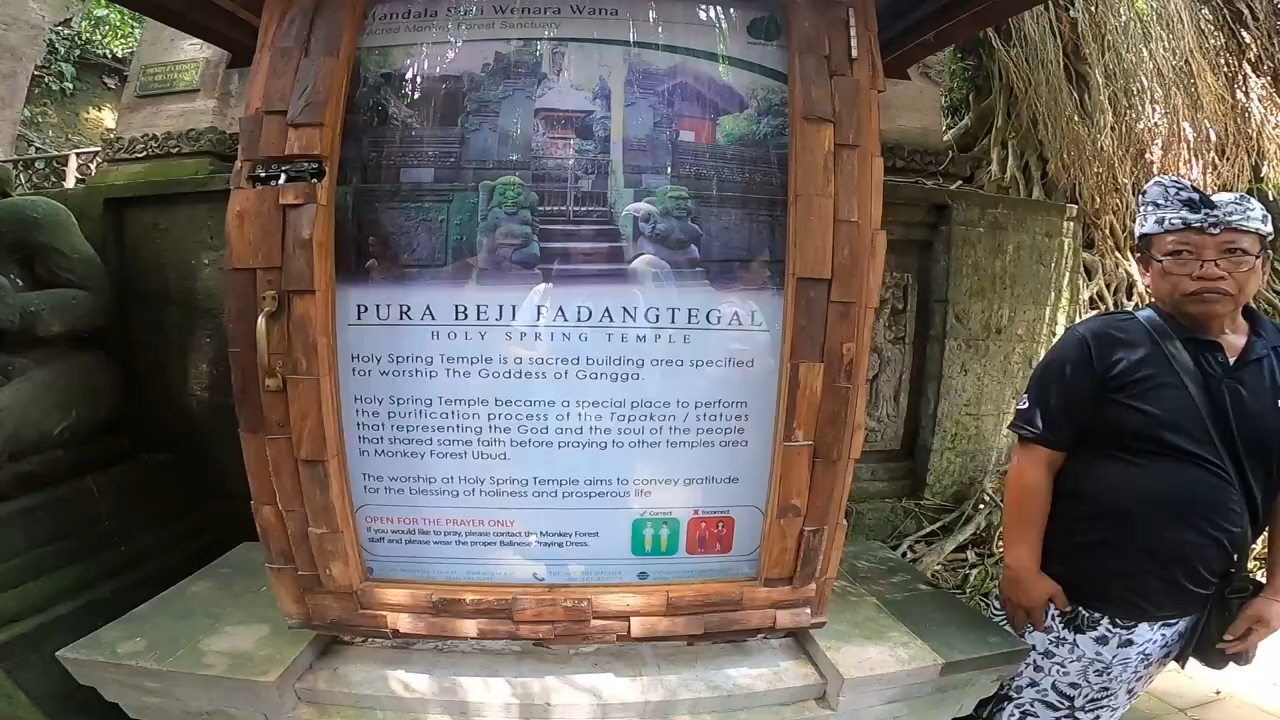 Mandala Suci Wenara Wana
Sacred Monkey Forest Sanctuary
PURA BEJI PADANGTEGAL
HOLY SPRING TEMPLE
Holy Spring Temple is a sacred building area specified
for worship The Goddess of Gangga.
Holy Spring Temple became a special place to perform
the purification process of the Tapakan / statues
that representing the God and the soul of the people
that shared same faith before praying to other temples area
in Monkey Forest Ubud.
The worship at Holy Spring Temple aims to convey gratitude
for the blessing of holiness and prosperous life
Correct
Incorrect
OPEN FOR THE PRAYER ONLY
If you would like to pray, please contact the Monkey Forest
staff and please wear the proper Balinese Praying Dress.